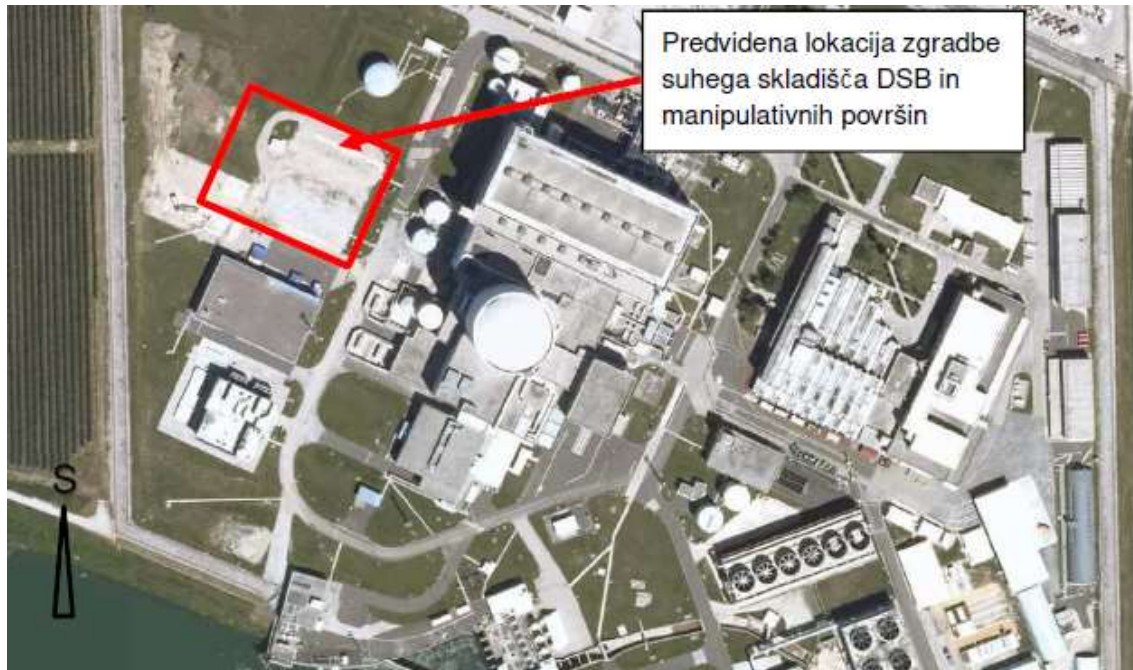 Predvidena lokacija zgradbe
suhega skladišča DSB in
manipulativnih površin
S